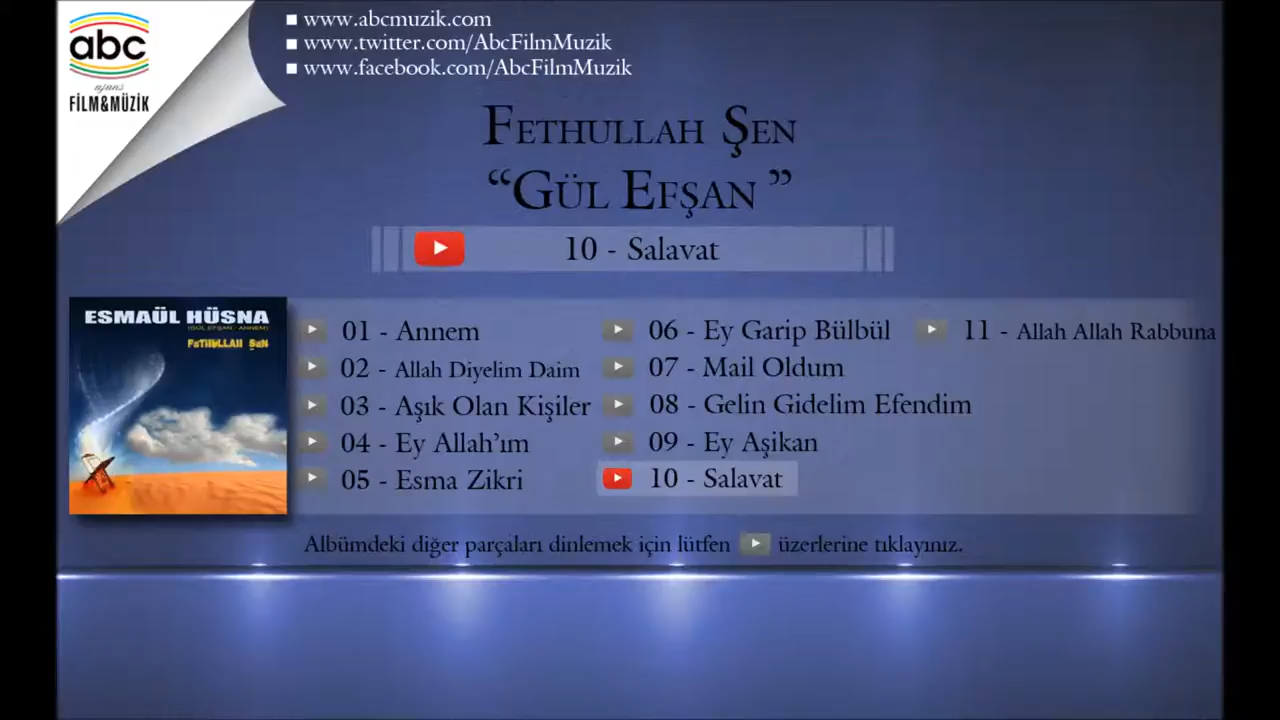 abc
ajans
FİLM&MÜZİK
www.abcmuzik.com
www.twitter.com/AbcFilmMuzik
www.facebook.com/AbcFilmMuzik
FETHULLAH ŞEN
“GÜL EFŞAN ”
10 - Salavat
ESMAÜL HÜSNA
(GÜL EFŞAN - ANNEM)
FETHULLAH ŞEN
01 - Annem
02 - Allah Diyelim Daim
03 - Aşık Olan Kişiler
04 - Ey Allah’ım
05 - Esma Zikri
06 - Ey Garip Bülbül
07 - Mail Oldum
08 - Gelin Gidelim Efendim
09 - Ey Aşikan
10 - Salavat
11 - Allah Allah Rabbuna
Albümdeki diğer parçaları dinlemek için lütfen üzerlerine tıklayınız.